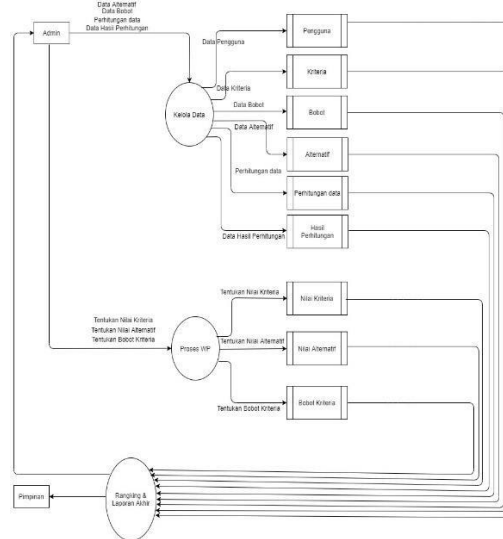 Data Alternatif
Data Bobot
Perhitungan data
Data Hasil Perhitungan
Admin
Data Pengguna
Pengguna
Data Kriteria
Kriteria
Kelola Data
Data Bobot
Bobot
Data Alternatif
Alternatif
Perhitungan data
Perhitungan data
Data Hasil Perhitungan
Hasil
Perhitungan
Tentukan Nilai Kriteria
Tentukan Nilai Alternatif
Tentukan Bobot Kriteria
Tentukan Nilai Kriteria
Nilai Kriteria
Proses WP
Tentukan Nilai Alternatif
Nilai Alternatif
Tentukan Bobot Kriteria
Bobot Kriteria
Pimpinan
Rangking &
Laporan Akhir